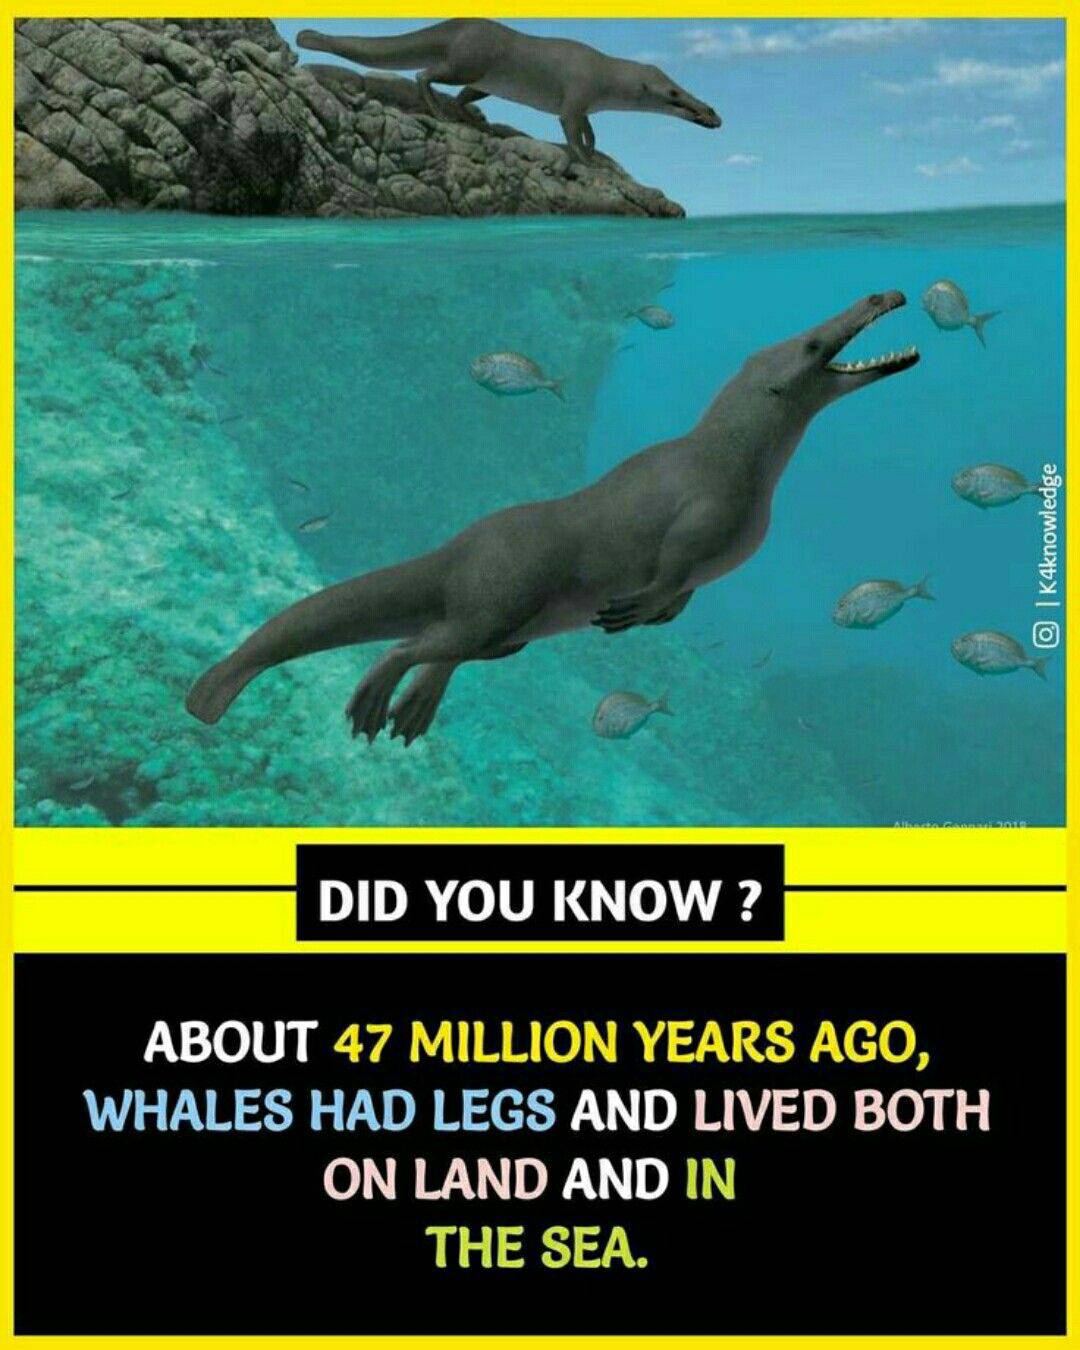 | K4knowledge
Alberto Gennari 2018
DID YOU KNOW ?
ABOUT 47 MILLION YEARS AGO,
WHALES HAD LEGS AND LIVED BOTH
ON LAND AND IN
THE SEA.